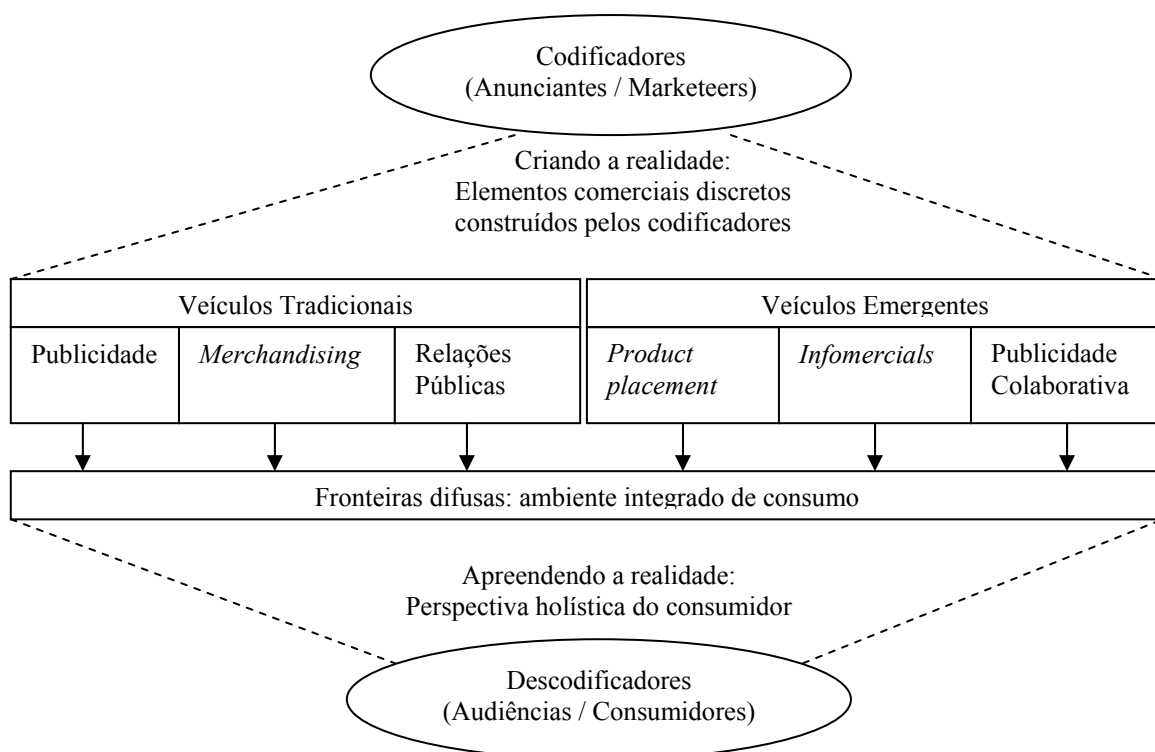 Codificadores
(Anunciantes / Marketeers)
Criando a realidade:
Elementos comerciais discretos
construídos pelos codificadores
Veículos Tradicionais
Veículos Emergentes
Publicidade
Merchandising
Relações
Públicas
Product
placement
Infomercials
Publicidade
Colaborativa
Fronteiras difusas: ambiente integrado de consumo
Apreendendo a realidade:
Perspectiva holística do consumidor
Descodificadores
(Audiências / Consumidores)